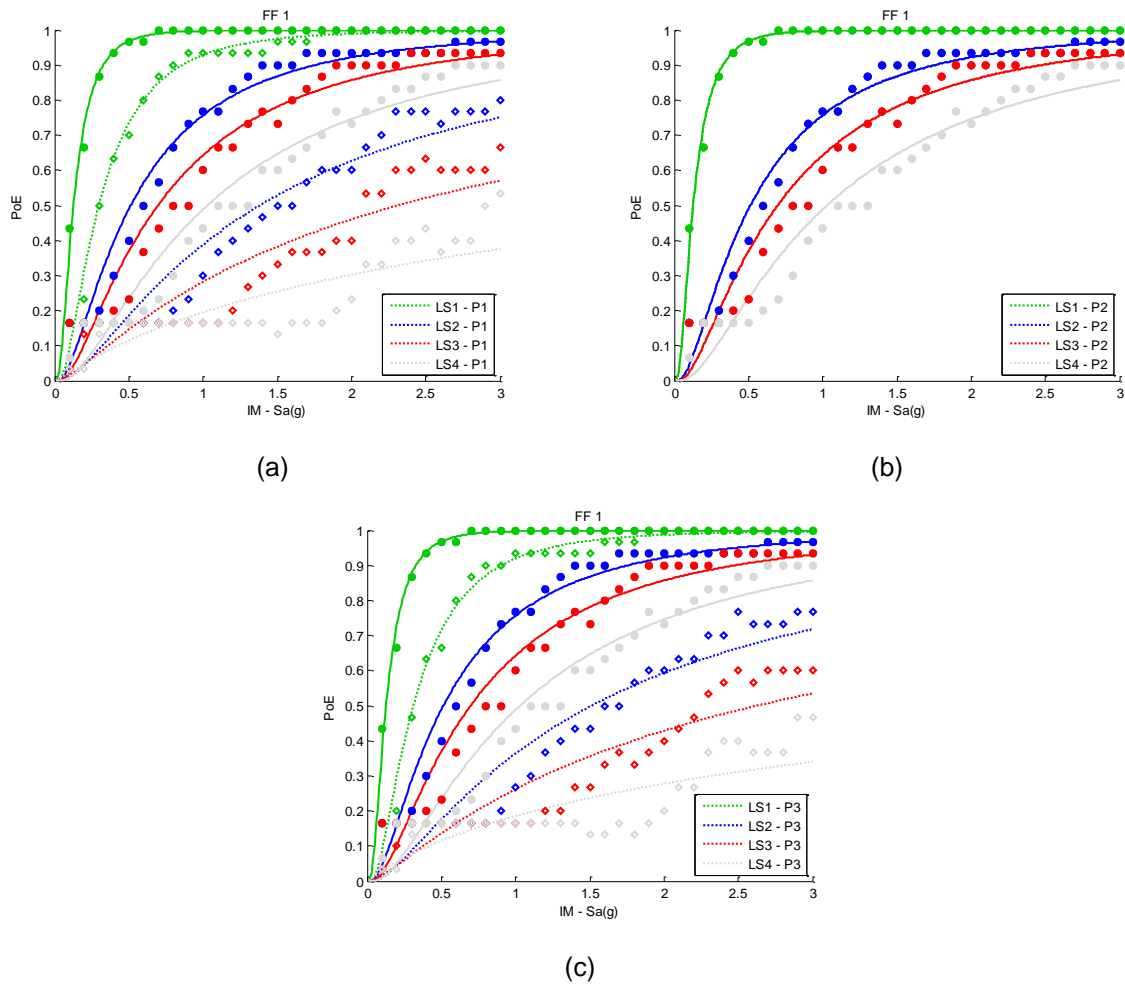 FF 1
1
0.9
0.8
0.7
0.6
0.5
0.4
0.3
0.2
0.1
0
PoE
0 0.5 1 1.5 2 2.5 3
IM - Sa(g)
LS1 - P1
LS2 - P1
LS3 - P1
LS4 - P1
(a)
FF 1
1
0.9
0.8
0.7
0.6
0.5
0.4
0.3
0.2
0.1
0
PoE
0 0.5 1 1.5 2 2.5 3
IM - Sa(g)
LS1 - P2
LS2 - P2
LS3 - P2
LS4 - P2
(b)
FF 1
1
0.9
0.8
0.7
0.6
0.5
0.4
0.3
0.2
0.1
0
PoE
0 0.5 1 1.5 2 2.5 3
IM - Sa(g)
LS1 - P3
LS2 - P3
LS3 - P3
LS4 - P3
(c)